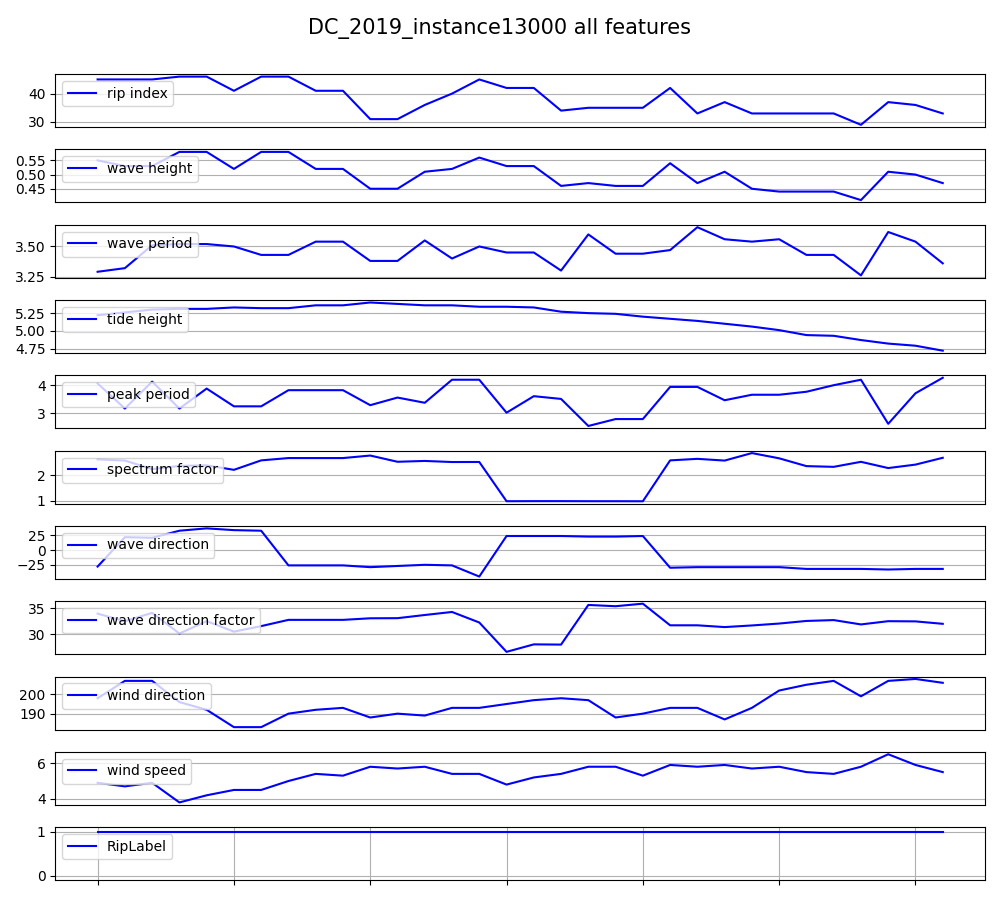 DC_2019_instance13000 all features
40
30
rip index
0.55
0.50
0.45
wave height
3.50
3.25
wave period
5.25
5.00
4.75
tide height
4
3
peak period
2
1
spectrum factor
25
0
−25
wave direction
35
30
wave direction factor
200
190
wind direction
6
4
wind speed
1
0
RipLabel